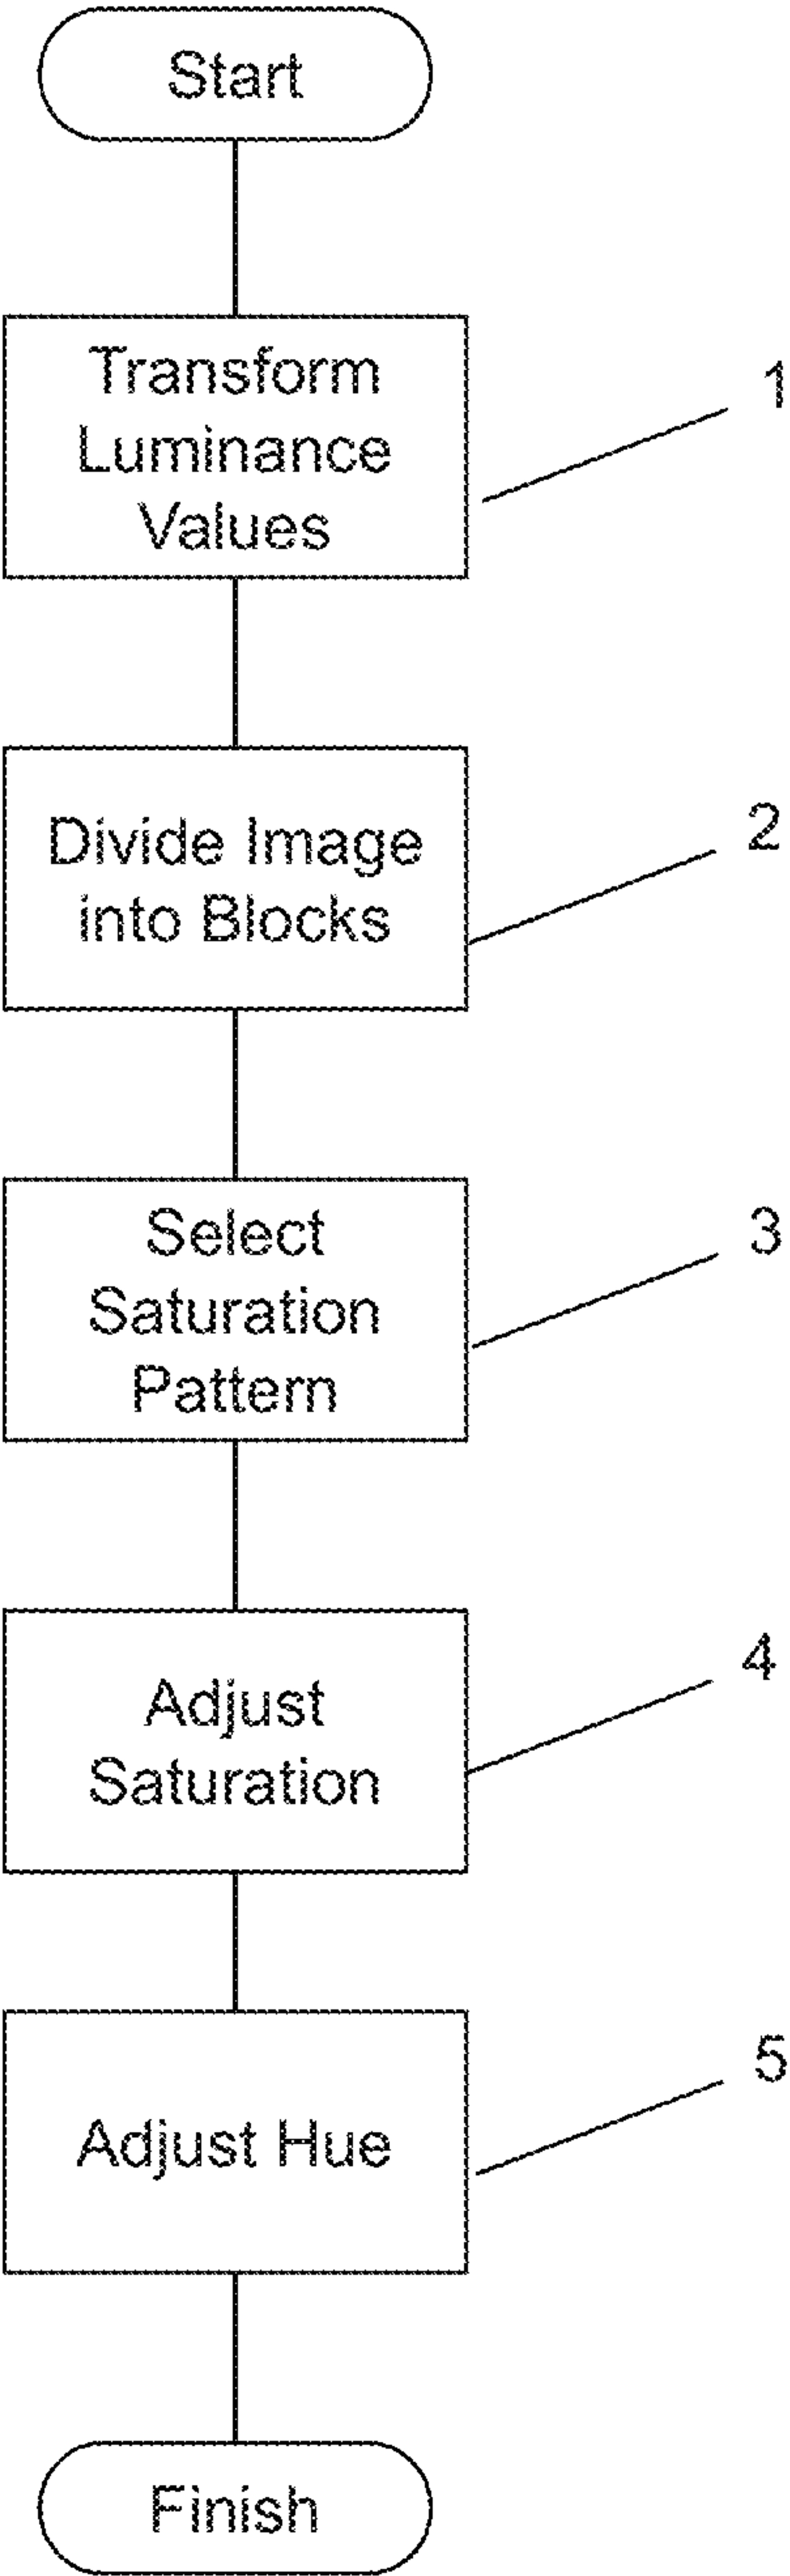 Start
Transform
Luminance
Values
1
Divide Image
into Blocks
2
Select
Saturation
Pattern
3
Adjust
Saturation
4
Adjust Hue
5
Finish